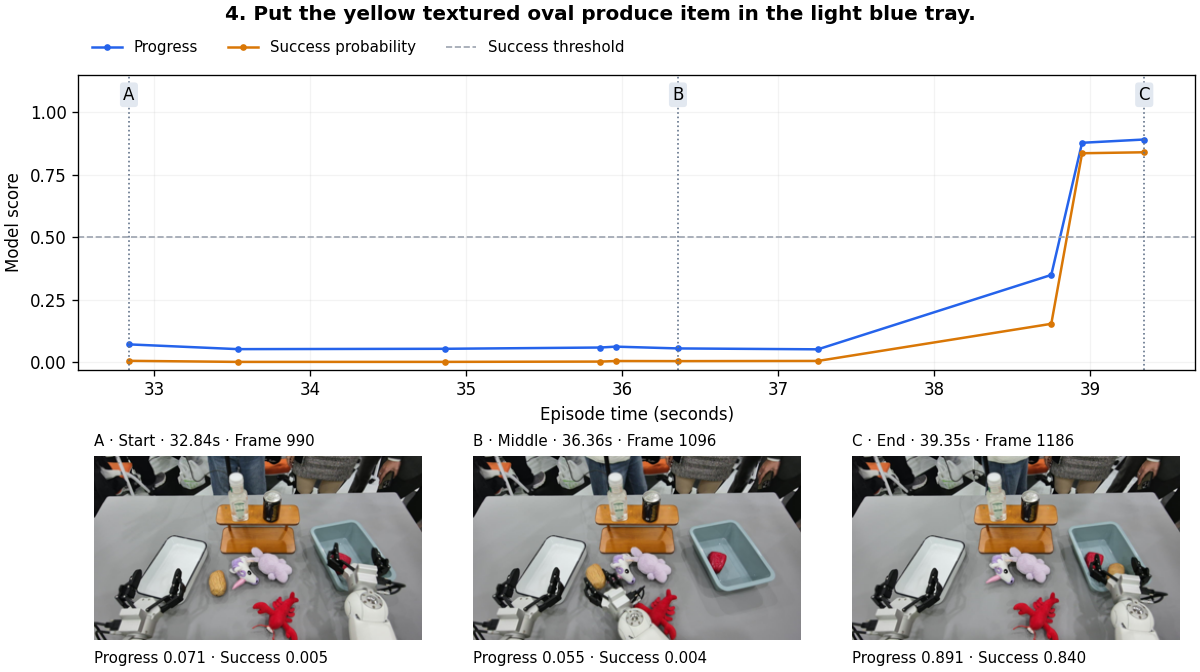 4. Put the yellow textured oval produce item in the light blue tray.
Progress
Success probability
Success threshold
A
B
C
1.00
0.75
0.50
0.25
0.00
Model score
33
34
35
36
37
38
39
Episode time (seconds)
A · Start · 32.84s · Frame 990
B · Middle · 36.36s · Frame 1096
C · End · 39.35s · Frame 1186
Progress 0.071 · Success 0.005
Progress 0.055 · Success 0.004
Progress 0.891 · Success 0.840